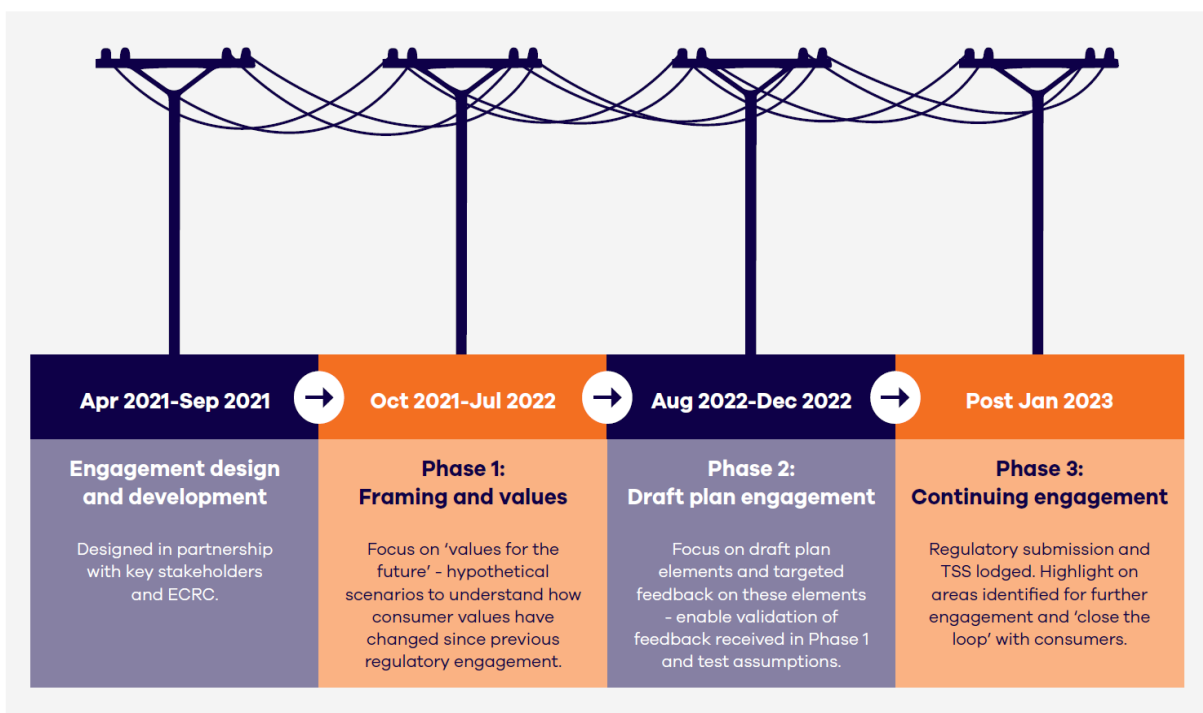 Apr 2021-Sep 2021
Engagement design
and development
Designed in partnership
with key stakeholders
and ECRC.
Oct 2021-Jul 2022
Phase 1:
Framing and values
Focus on ‘values for the
future’ - hypothetical
scenarios to understand how
consumer values have
changed since previous
regulatory engagement.
Aug 2022-Dec 2022
Phase 2:
Draft plan engagement
Focus on draft plan
elements and targeted
feedback on these elements
- enable validation of
feedback received in Phase 1
and test assumptions.
Post Jan 2023
Phase 3:
Continuing engagement
Regulatory submission and
TSS lodged. Highlight on
areas identified for further
engagement and ‘close the
loop’ with consumers.